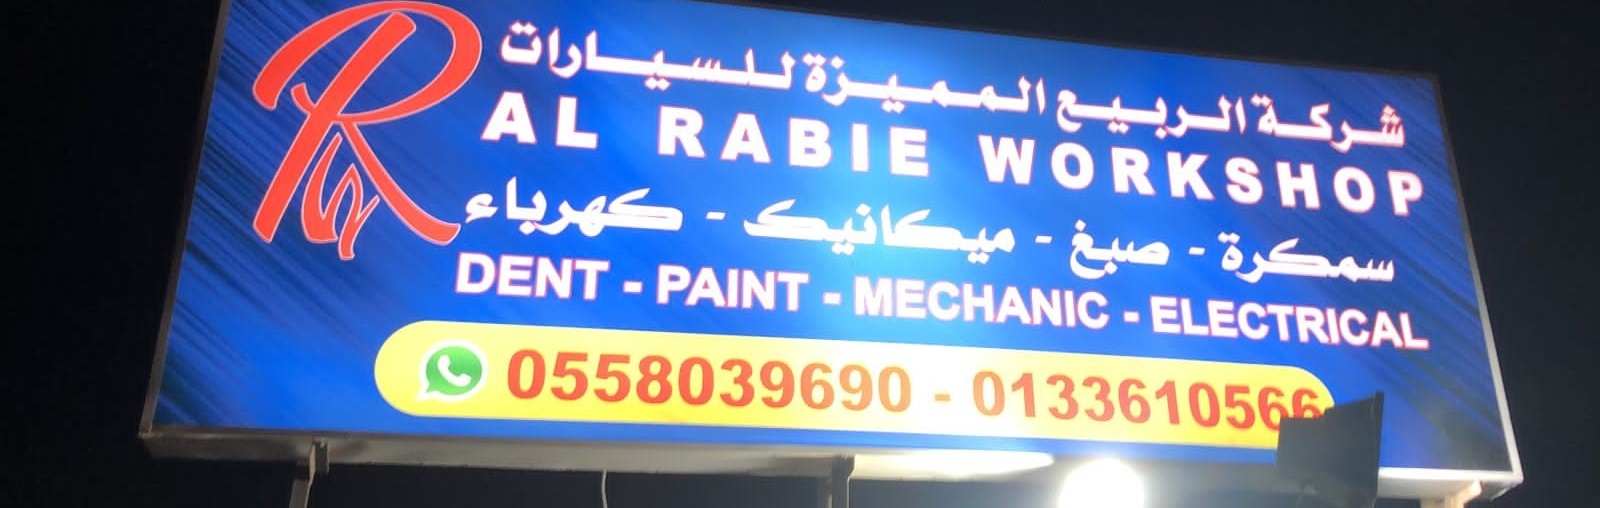 شركة الربيع المميزة للسيارات
AL RABIE WORKSHOP
سمكرة - صبغ - ميكانيك - كهرباء
DENT - PAINT - MECHANIC - ELECTRICAL
0558039690 - 0133610566